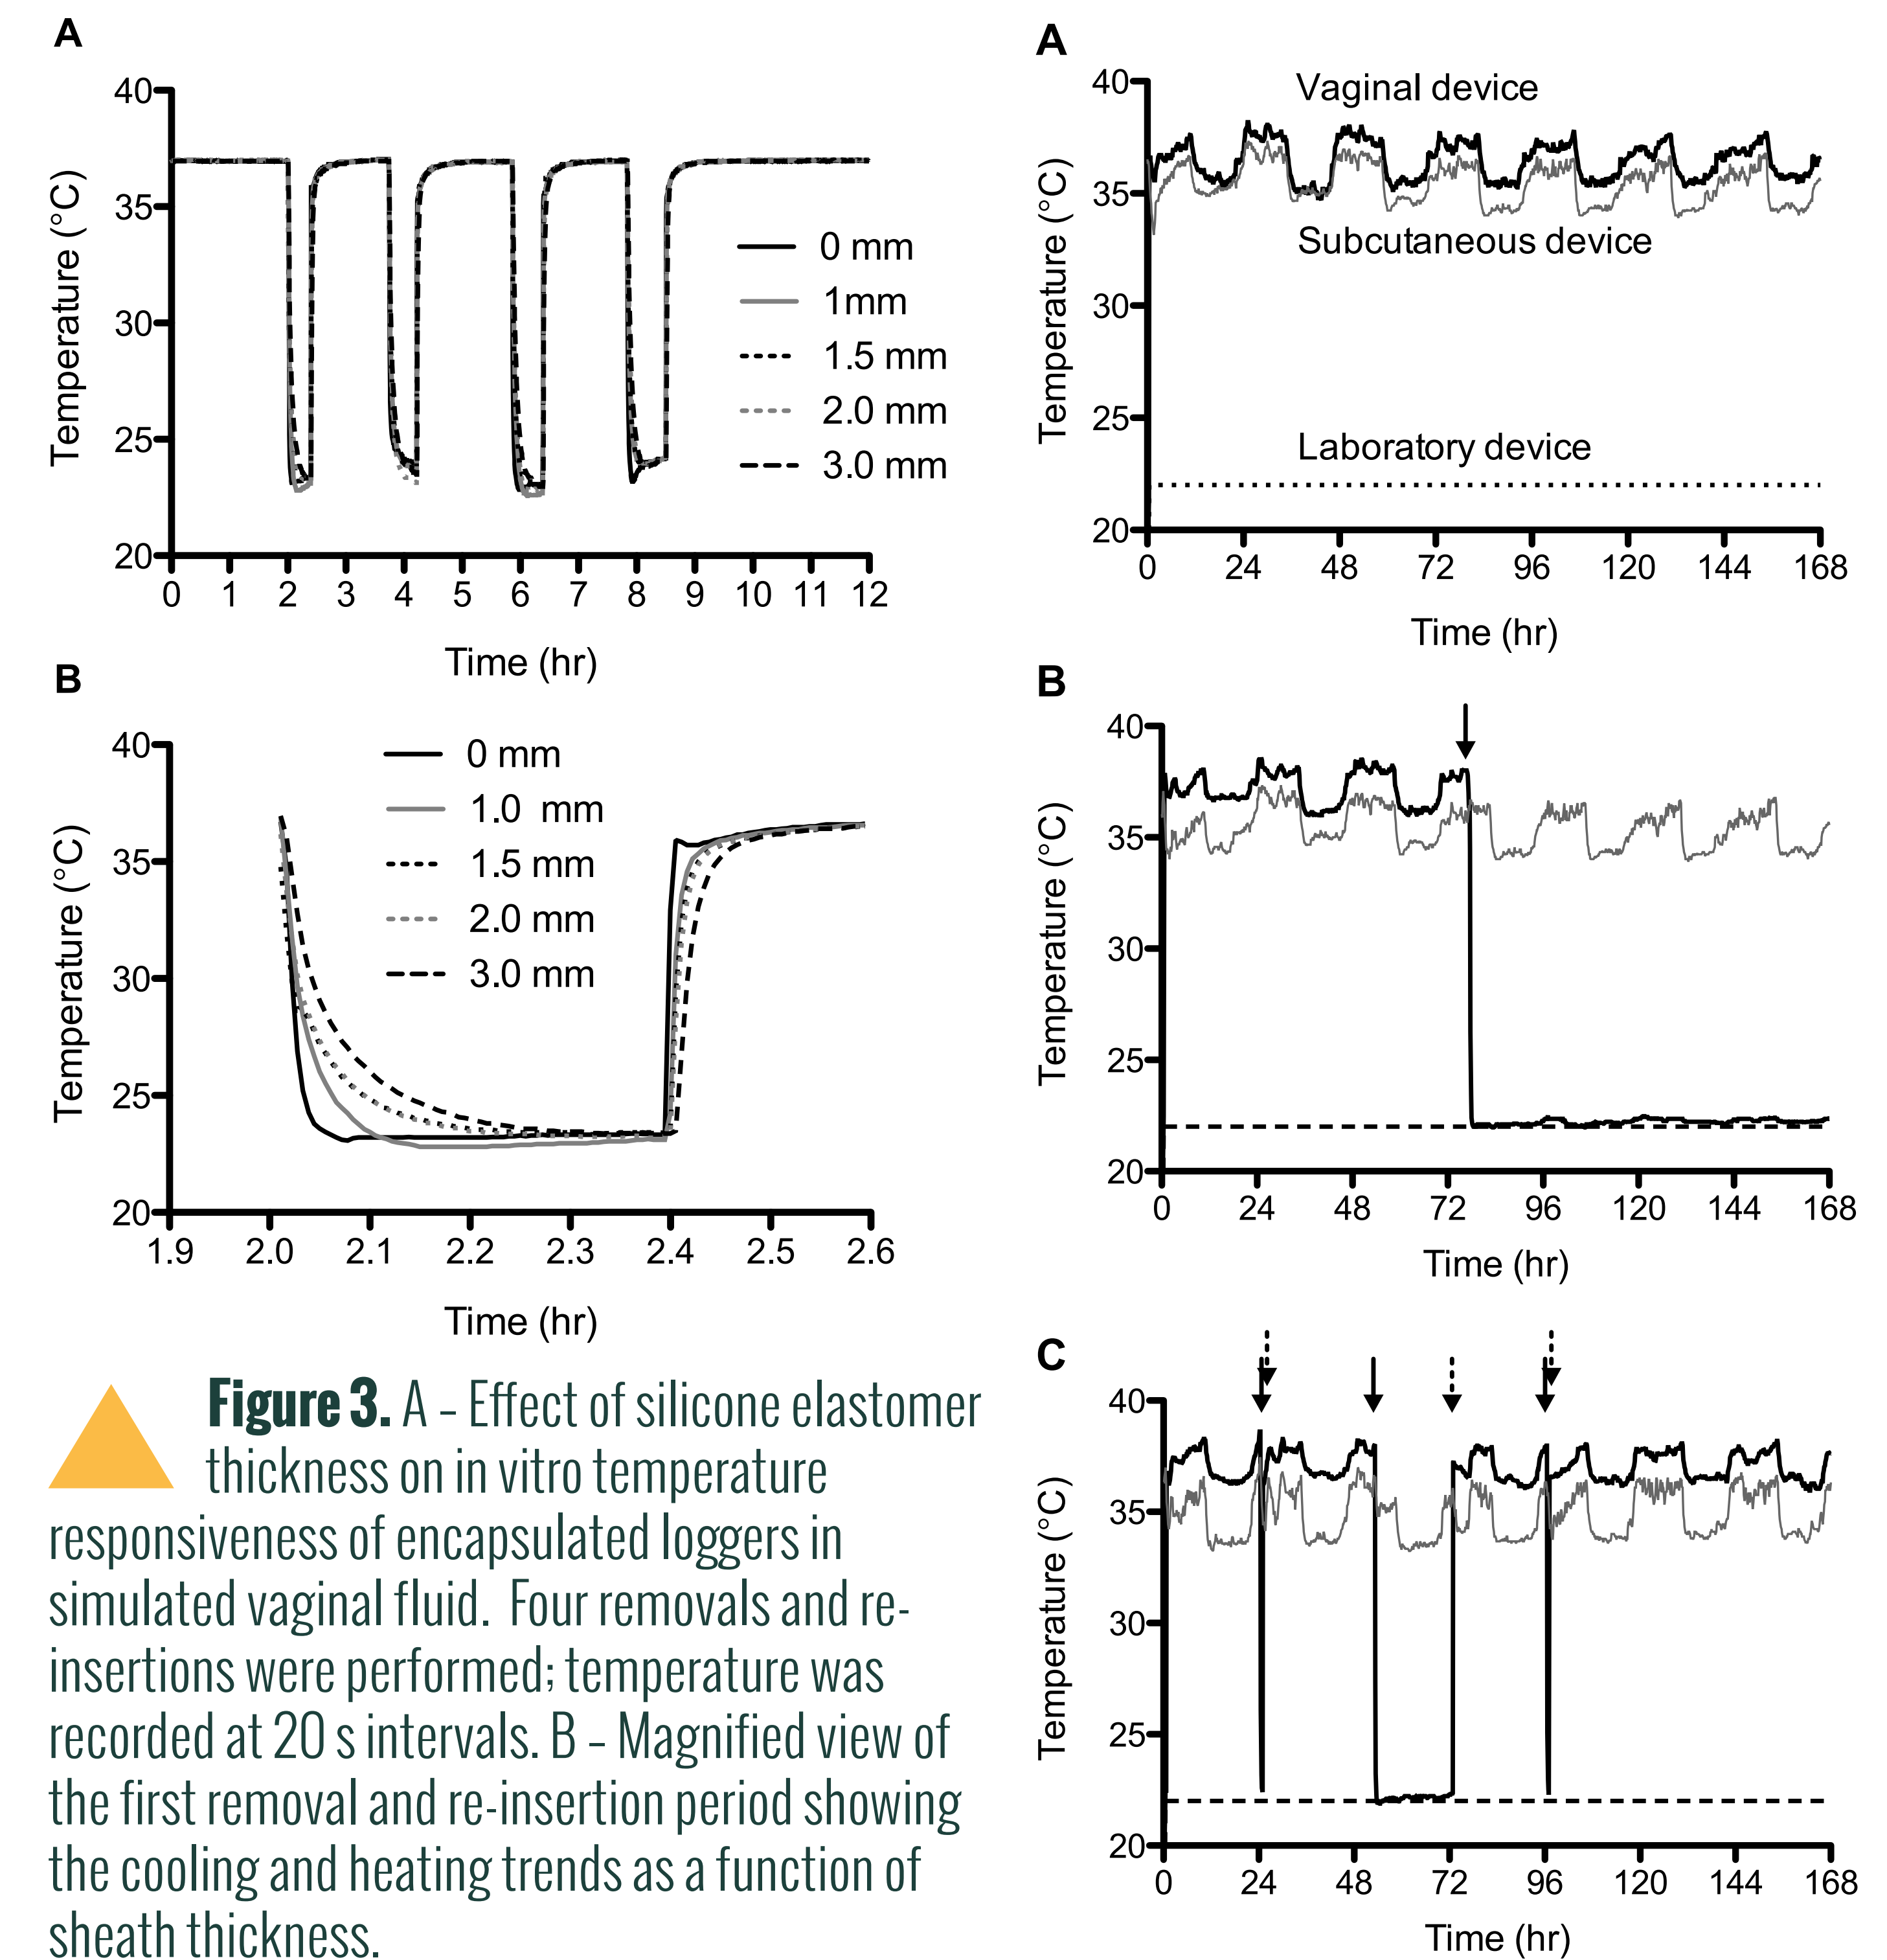 A
40
35
30
25
20
Temperature (°C)
0 mm
1mm
1.5 mm
2.0 mm
3.0 mm
0 1 2 3 4 5 6 7 8 9 10 11 12
Time (hr)
B
40
35
30
25
20
Temperature (°C)
0 mm
1.0 mm
1.5 mm
2.0 mm
3.0 mm
1.9 2.0 2.1 2.2 2.3 2.4 2.5 2.6
Time (hr)
Figure 3. A – Effect of silicone elastomer
thickness on in vitro temperature
responsiveness of encapsulated loggers in
simulated vaginal fluid. Four removals and re-
insertions were performed; temperature was
recorded at 20 s intervals. B – Magnified view of
the first removal and re-insertion period showing
the cooling and heating trends as a function of
sheath thickness.
A
40
35
30
25
20
Temperature (°C)
Vaginal device
Subcutaneous device
Laboratory device
0 24 48 72 96 120 144 168
Time (hr)
B
40
35
30
25
20
Temperature (°C)
0 24 48 72 96 120 144 168
Time (hr)
C
40
35
30
25
20
Temperature (°C)
0 24 48 72 96 120 144 168
Time (hr)